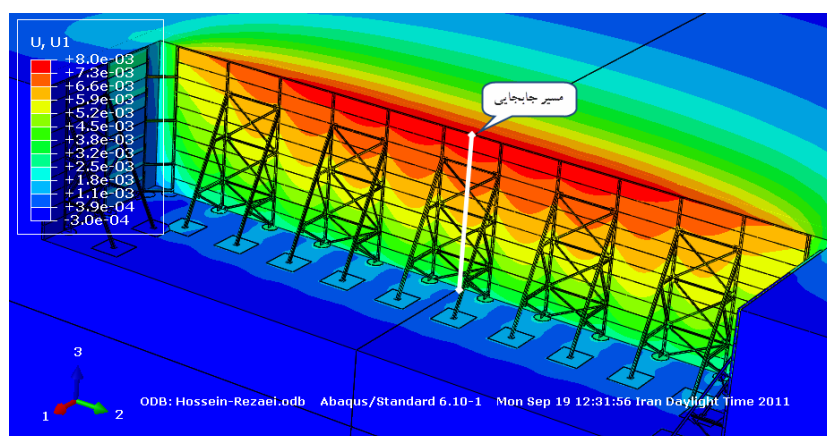 U, U1
+8.0e-03
+7.3e-03
+6.6e-03
+5.9e-03
+5.2e-03
+4.5e-03
+3.8e-03
+3.2e-03
+2.5e-03
+1.8e-03
+1.1e-03
+3.9e-04
-3.0e-04
مسیر جابجایی
3
1
2
ODB: Hossein-Rezaei.odb Abaqus/Standard 6.10-1 Mon Sep 19 12:31:56 Iran Daylight Time 2011